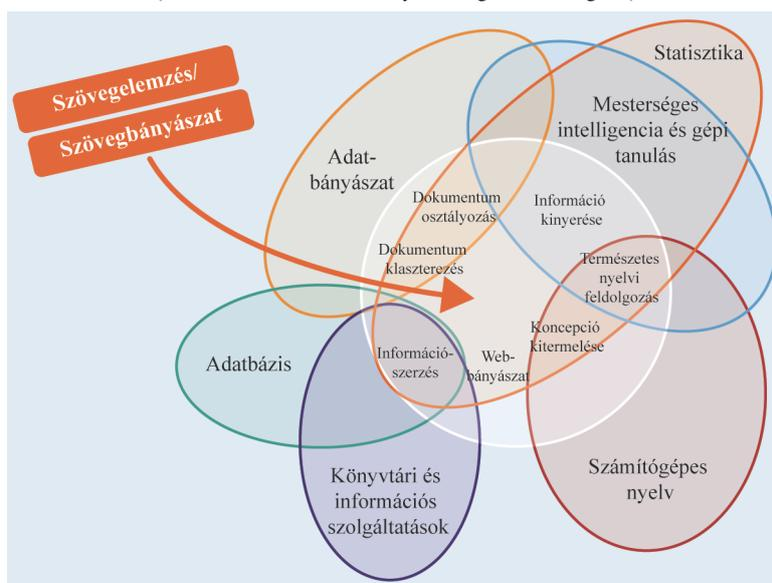 Szövegelemzés/
Szövegbányászat
Statisztika
Mesterséges
intelligencia és gépi
tanulás
Adat-
bányászat
Dokumentum
osztályozás
Információ
kinyerése
Dokumentum
klaszterezés
Természetes
nyelvi
feldolgozás
Koncepció
kitermelése
Adatbázis
Információ-
szerzés
Web-
bányászat
Könyvtári és
információs
szolgáltatások
Számítógépes
nyelv